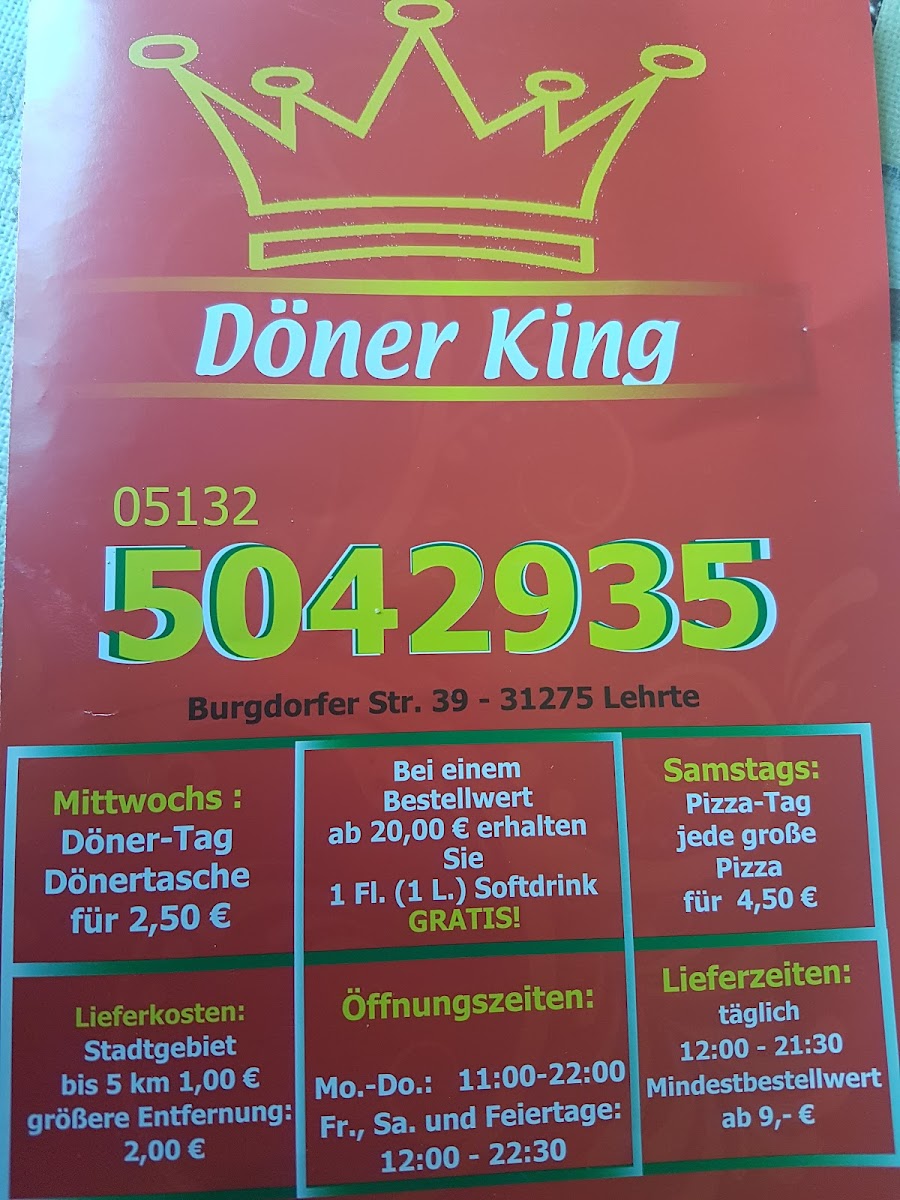 Döner King
05132
5042935
Burgdorfer Str. 39 - 31275 Lehrte
Mittwochs :
Döner-Tag
Dönertasche
für 2,50 €
Bei einem
Bestellwert
ab 20,00 € erhalten
Sie
1 Fl. (1 L.) Softdrink
GRATIS!
Samstags:
Pizza-Tag
jede große
Pizza
für 4,50 €
Lieferkosten:
Stadtgebiet
bis 5 km 1,00 €
größere Entfernung:
2,00 €
Öffnungszeiten:
Mo.-Do.: 11:00-22:00
Fr., Sa. und Feiertage:
12:00 - 22:30
Lieferzeiten:
täglich
12:00 - 21:30
Mindestbestellwert
ab 9,- €